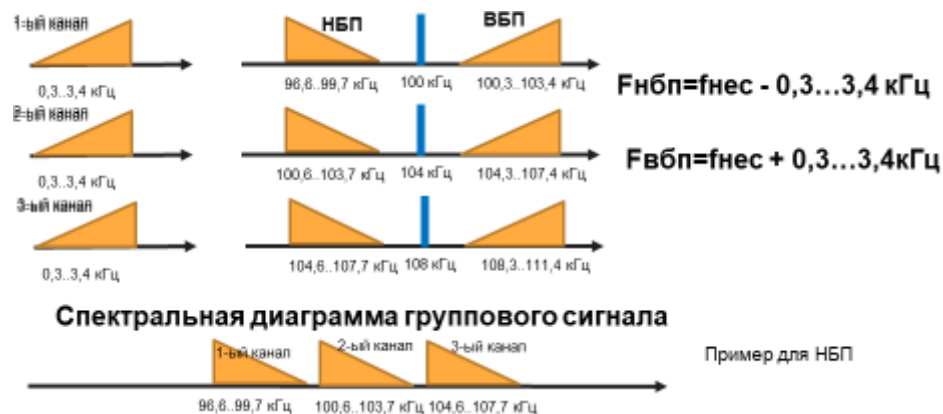 1-ый канал
НБП
ВБП
0,3..3,4 кГц
96,6..99,7 кГц
100 кГц
100,3..103,4 кГц
Fнбп=fнес - 0,3…3,4 кГц
2-ый канал
0,3..3,4 кГц
100,6..103,7 кГц
104 кГц
104,3..107,4 кГц
Fвбп=fнес + 0,3…3,4кГц
3-ый канал
0,3..3,4 кГц
104,6..107,7 кГц
108 кГц
108,3..111,4 кГц
Спектральная диаграмма группового сигнала
1-ый канал
2-ый канал
3-ый канал
Пример для НБП
96,6..99,7 кГц
100,6..103,7 кГц
104,6..107,7 кГц